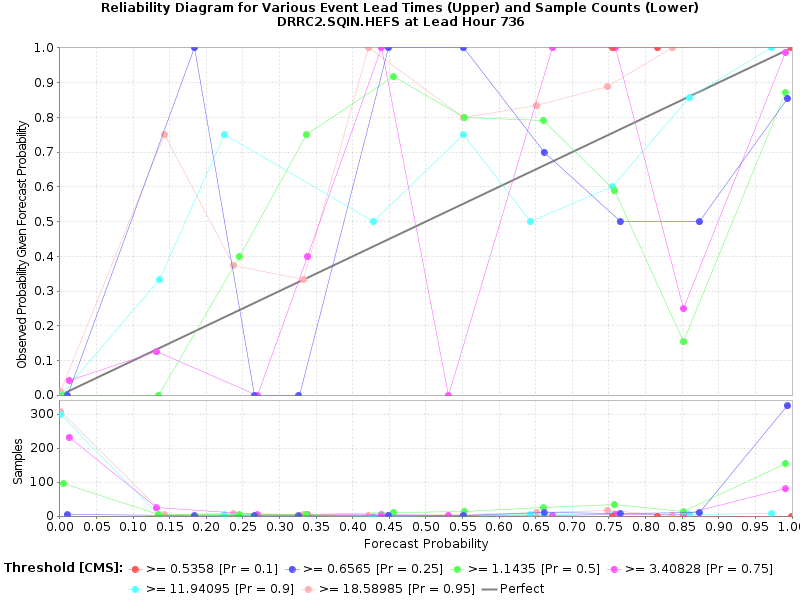 Reliability Diagram for Various Event Lead Times (Upper) and Sample Counts (Lower)
DRRC2.SQIN.HEFS at Lead Hour 736
Observed Probability Given Forecast Probability
1.0
0.9
0.8
0.7
0.6
0.5
0.4
0.3
0.2
0.1
0.0
Samples
300
200
100
0
0.00 0.05 0.10 0.15 0.20 0.25 0.30 0.35 0.40 0.45 0.50 0.55 0.60 0.65 0.70 0.75 0.80 0.85 0.90 0.95 1.0
Forecast Probability
Threshold [CMS]: >= 0.5358 [Pr = 0.1] >= 0.6565 [Pr = 0.25] >= 1.1435 [Pr = 0.5] >= 3.40828 [Pr = 0.75]
>= 11.94095 [Pr = 0.9] >= 18.58985 [Pr = 0.95] Perfect